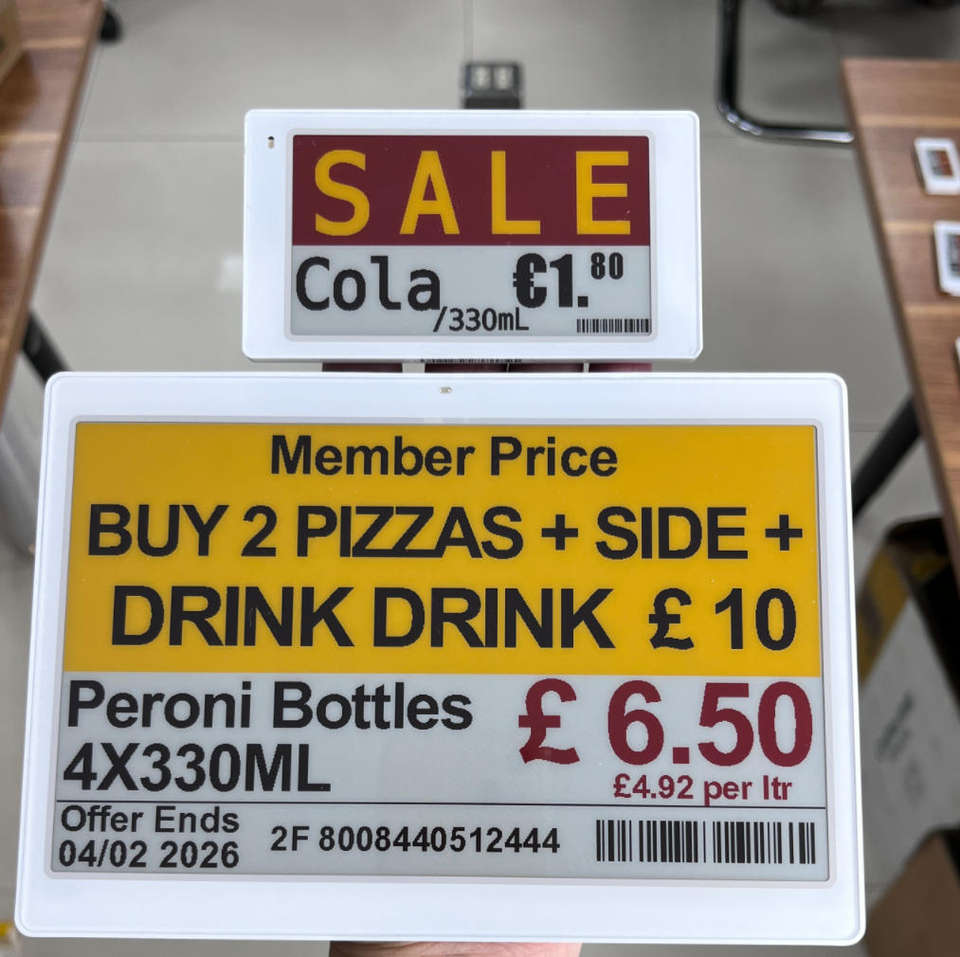 SALE
Cola /330mL €1.80
Member Price
BUY 2 PIZZAS + SIDE +
DRINK DRINK £ 10
Peroni Bottles £ 6.50
4X330ML £4.92 per ltr
Offer Ends
04/02 2026 2F 8008440512444